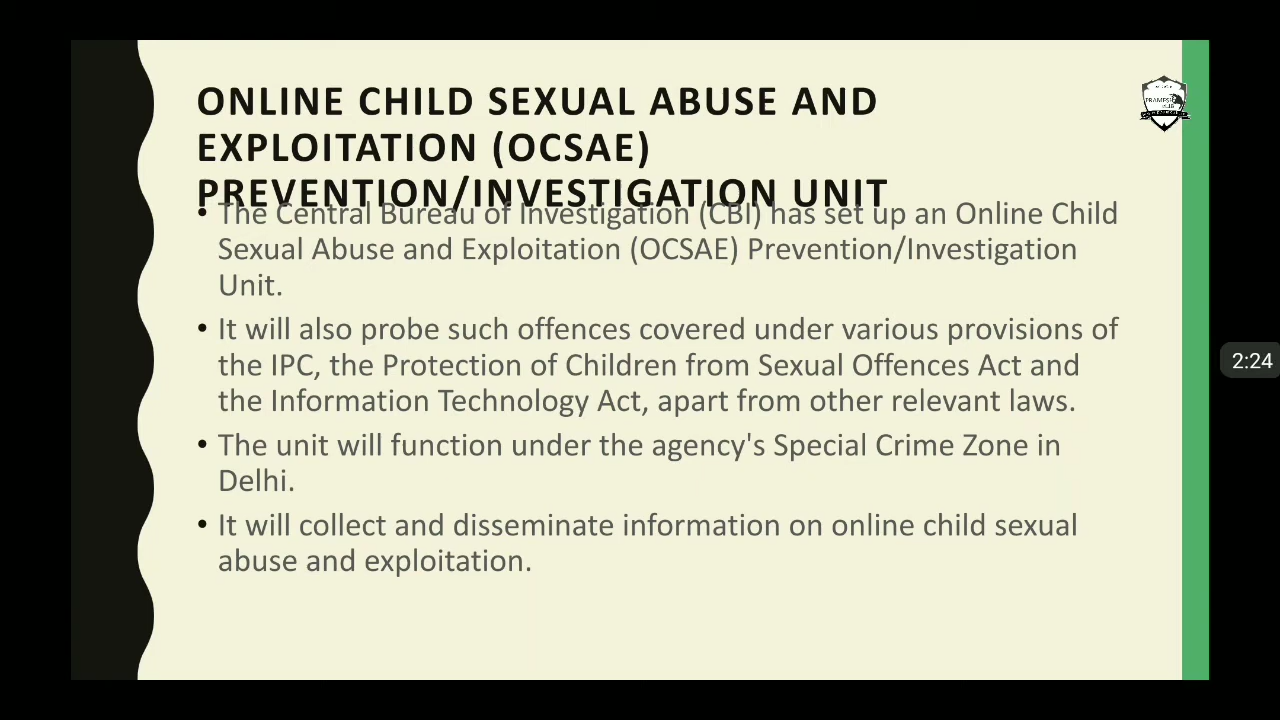 ONLINE CHILD SEXUAL ABUSE AND
EXPLOITATION (OCSAE)
PREVENTION/INVESTIGATION UNIT
• The Central Bureau of Investigation (CBI) has set up an Online Child
Sexual Abuse and Exploitation (OCSAE) Prevention/Investigation
Unit.
• It will also probe such offences covered under various provisions of
the IPC, the Protection of Children from Sexual Offences Act and
the Information Technology Act, apart from other relevant laws.
• The unit will function under the agency's Special Crime Zone in
Delhi.
• It will collect and disseminate information on online child sexual
abuse and exploitation.
2:24